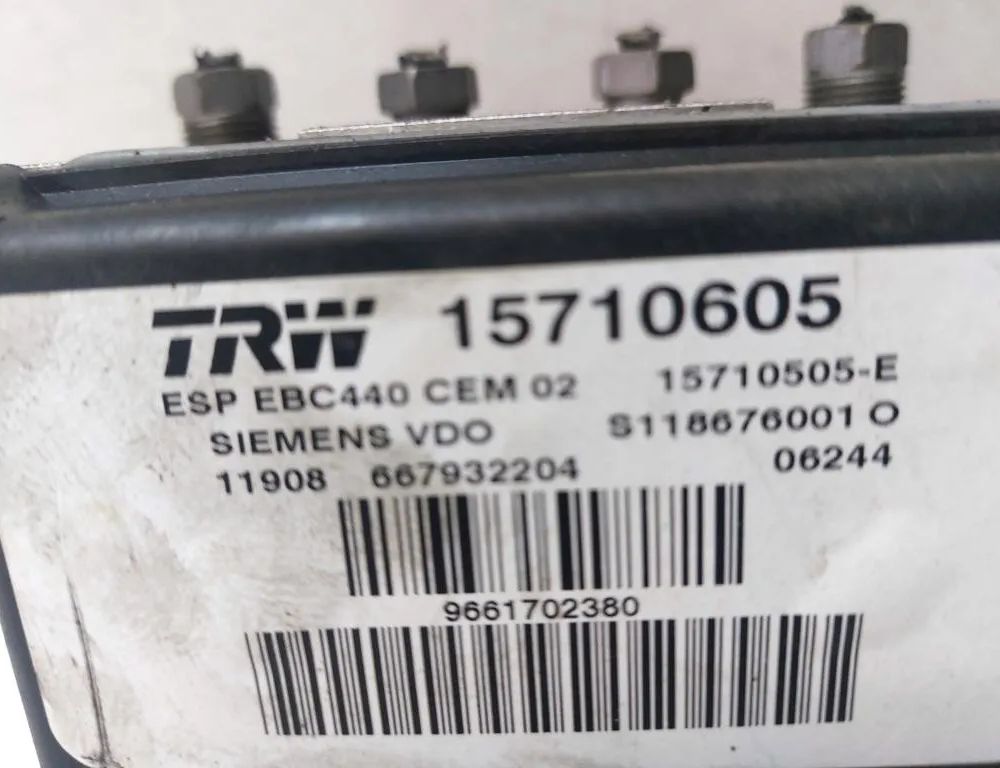 TRW 15710605
ESP EBC440 CEM 02 15710505-E
SIEMENS VDO S118676001 O
11908 667932204 06244
9661702380